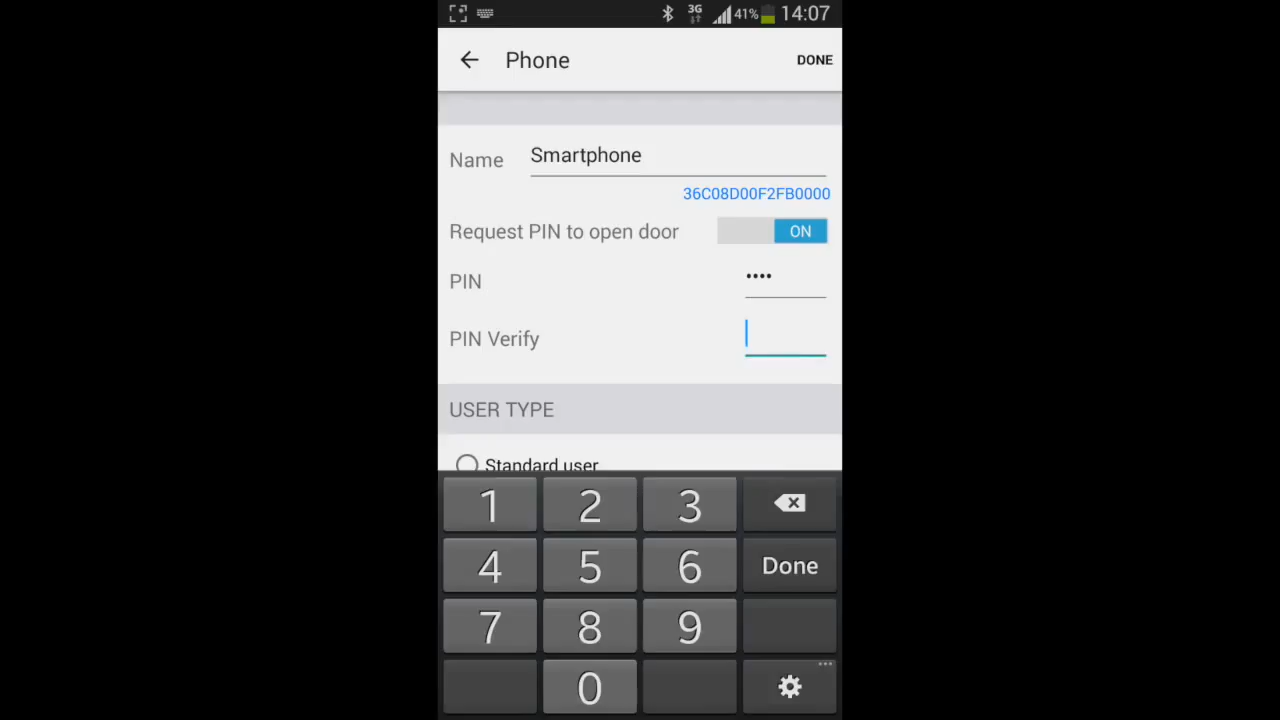 3G 41% 14:07
Phone DONE
Name Smartphone
36C08D00F2FB0000
Request PIN to open door ON
PIN ••••
PIN Verify
USER TYPE
Standard user
1 2 3
4 5 6 Done
7 8 9
0